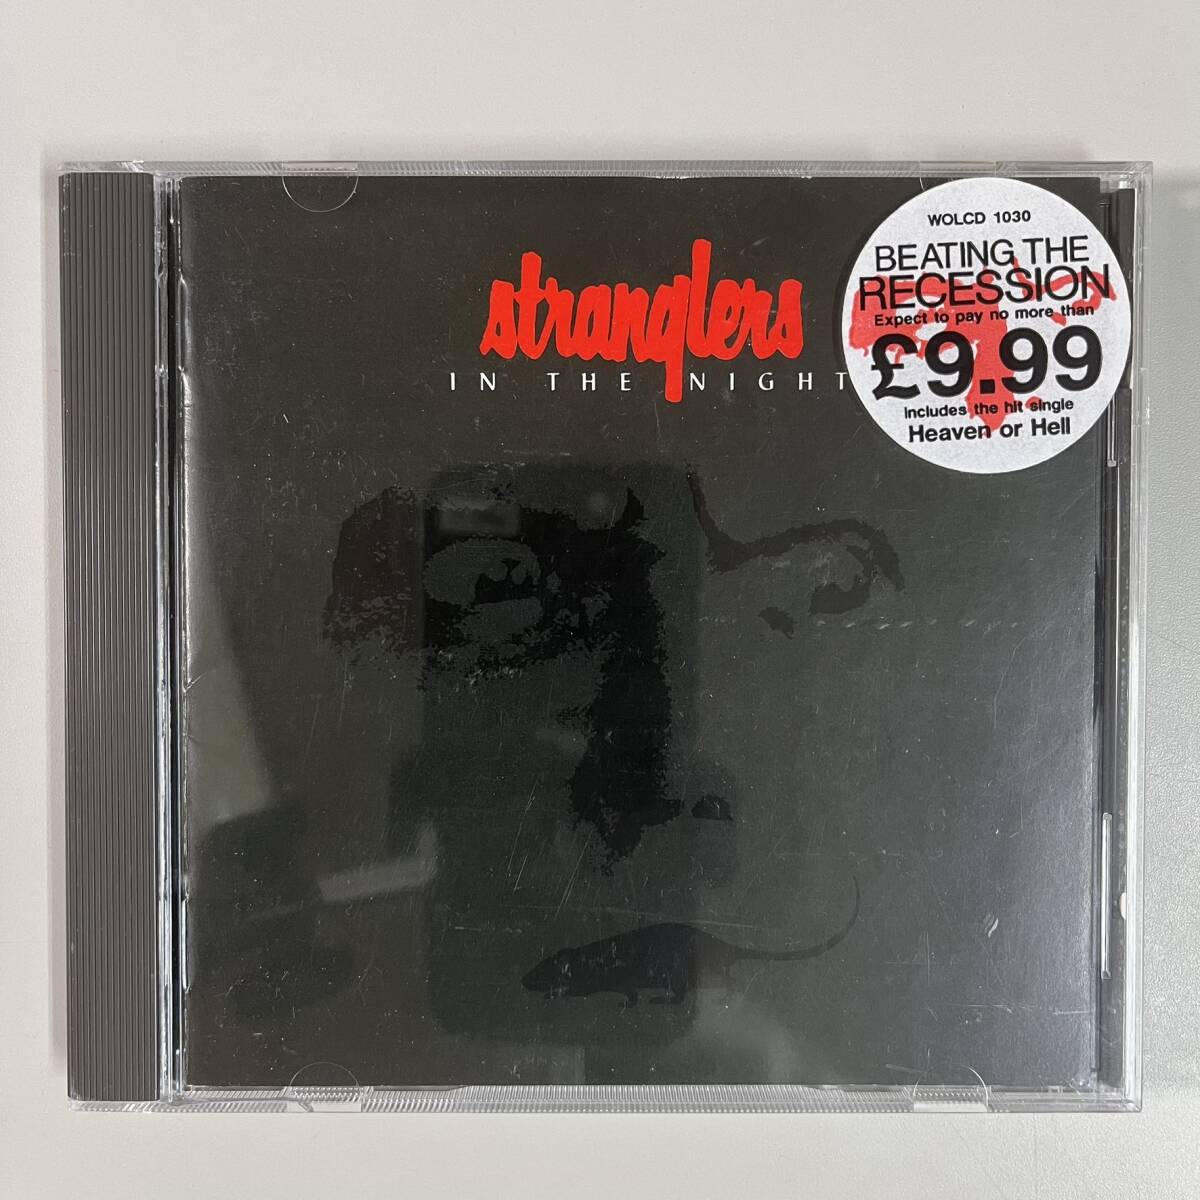 stranglers
IN THE NIGHT
WOLCD 1030
BEATING THE
RECESSION
Expect to pay no more than
£9.99
Includes the hit single
Heaven or Hell